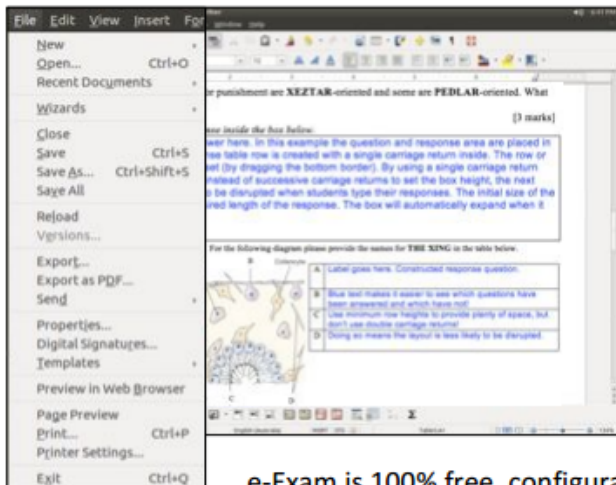 File Edit View Insert For
New
Open... Ctrl+O
Recent Documents
Wizards
Close
Save Ctrl+S
Save As... Ctrl+Shift+S
Save All
Reload
Versions...
Export...
Export as PDF...
Send
Properties...
Digital Signatures...
Templates
Preview in Web Browser
Page Preview
Print... Ctrl+P
Printer Settings...
Exit Ctrl+Q
Window Help
r punishment are XEZTAR-oriented and some are PEDLAR-oriented. What
[3 marks]
nse inside the box below.
wer here. In this example the question and response area are placed in
ree table row is created with a single carriage return inside. The row or
set (by dragging the bottom border). By using a single carriage return
instead of successive carriage returns to set the box height, the next
o be disrupted when students type their responses. The initial size of the
ired length of the response. The box will automatically expand when it
For the following diagram please provide the names for THE XING in the table below.
B
C
D
A Label goes here. Constructed response question.
B Blue text makes it easier to see which questions have
been answered and which have not!
C Use minimum row heights to provide plenty of space, but
don't use double carriage returns!
D Doing so means the layout is less likely to be disrupted.
e-Exam is 100% free, configura